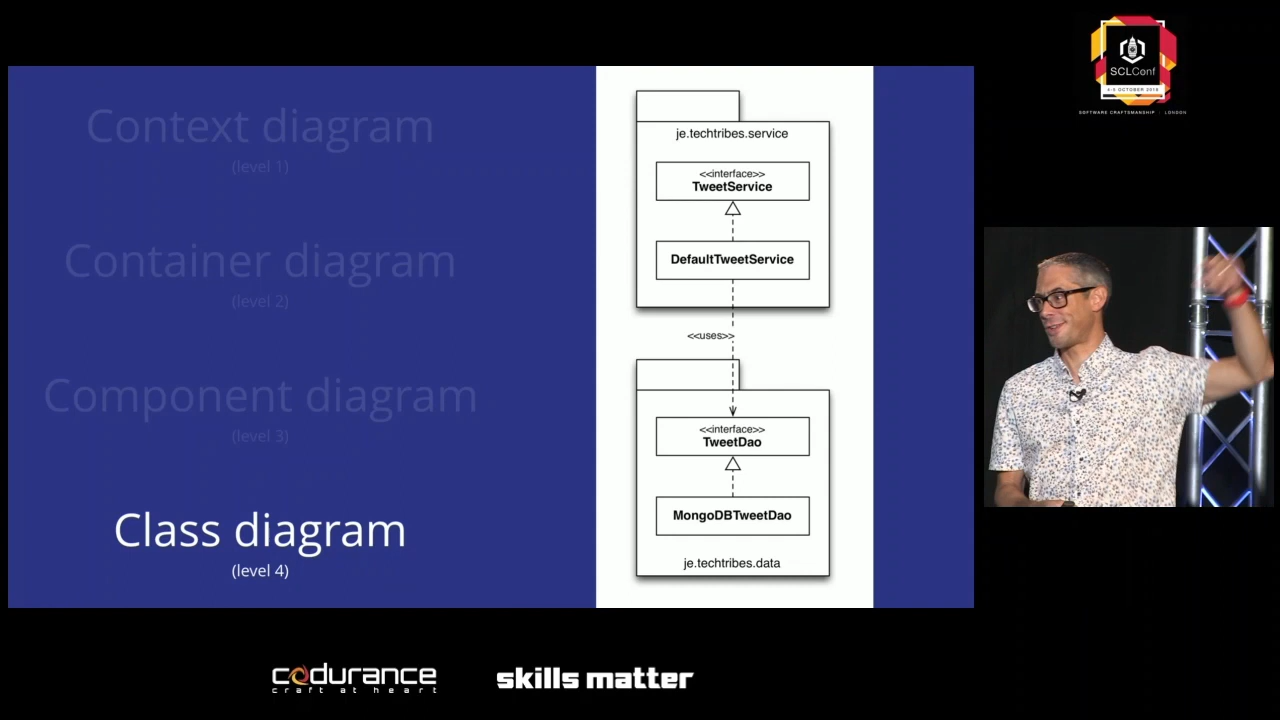 SCLConf
4-5 OCTOBER 2018
SOFTWARE CRAFTSMANSHIP LONDON
Context diagram
(level 1)
Container diagram
(level 2)
Component diagram
(level 3)
Class diagram
(level 4)
je.techtribes.service
<<interface>>
TweetService
DefaultTweetService
<<uses>>
<<interface>>
TweetDao
MongoDBTweetDao
je.techtribes.data
codurance
craft at heart
skills matter